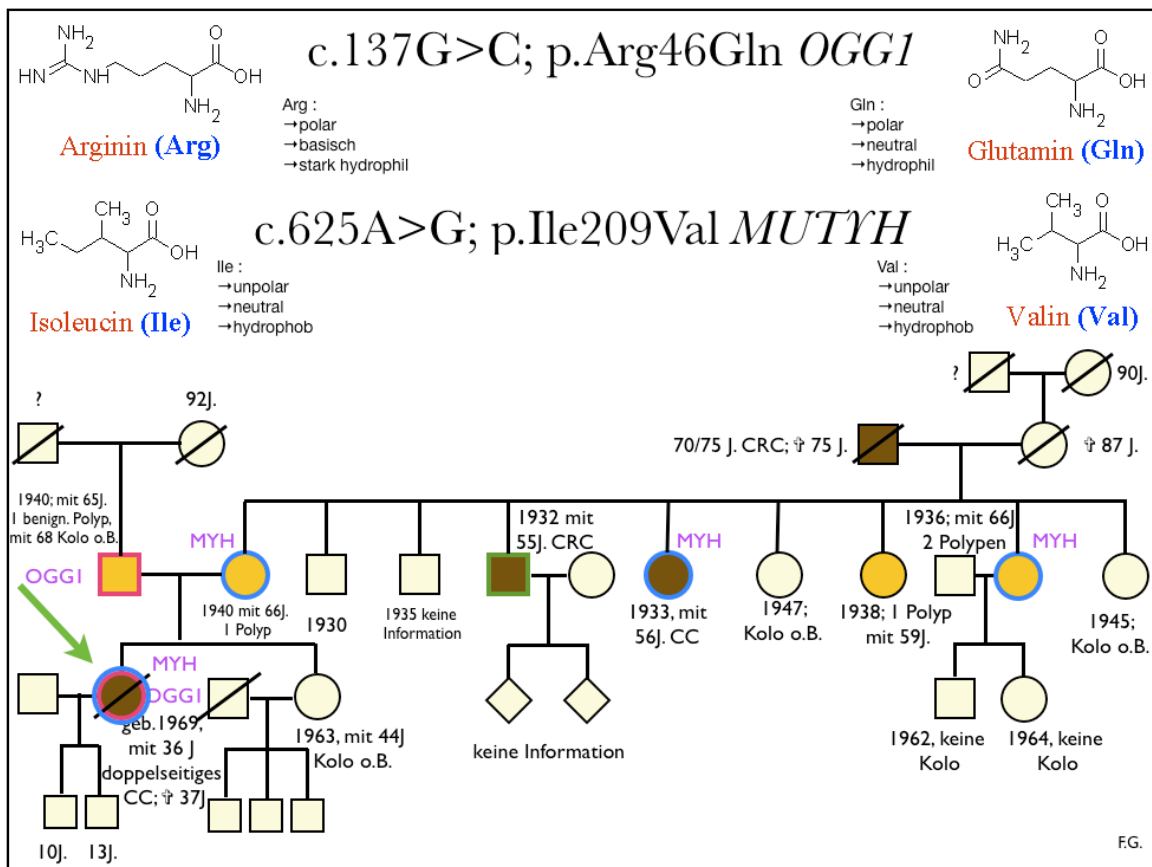 NH₂
HN
NH
O
OH
NH₂
Arginin (Arg)
c.137G>C; p.Arg46Gln OGG1
Arg :
→polar
→basisch
→stark hydrophil
Gln :
→polar
→neutral
→hydrophil
NH₂
O
O
OH
NH₂
Glutamin (Gln)
CH₃
H₃C
O
OH
NH₂
Isoleucin (Ile)
c.625A>G; p.Ile209Val MUTYH
Ile :
→unpolar
→neutral
→hydrophob
Val :
→unpolar
→neutral
→hydrophob
CH₃
O
H₃C
OH
NH₂
Valin (Val)
?
92J.
?
90J.
70/75 J. CRC; ✞ 75 J.
✞ 87 J.
1940; mit 65J.
1 benign. Polyp,
mit 68 Kolo o.B.
OGG1
MYH
1940 mit 66J.
1 Polyp
1930
1935 keine
Information
1932 mit
55J. CRC
MYH
1933, mit
56J. CC
1947;
Kolo o.B.
1938; 1 Polyp
mit 59J.
1936; mit 66J
2 Polypen
MYH
1945;
Kolo o.B.
MYH
OGG1
geb.1969,
mit 36 J
doppelseitiges
CC; ✞ 37J
1963, mit 44J
Kolo o.B.
keine Information
1962, keine
Kolo
1964, keine
Kolo
10J.
13J.
F.G.